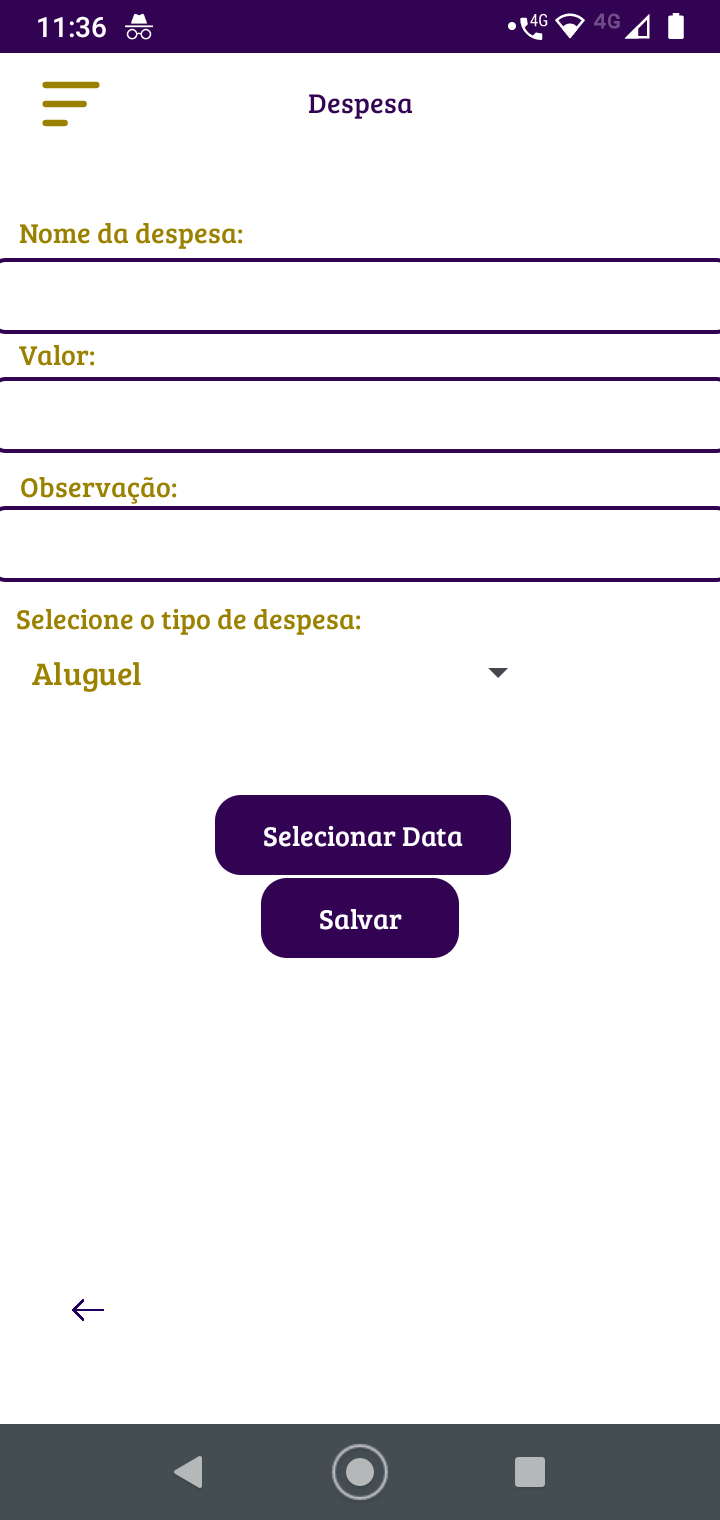 11:36
4G
4G
Despesa
Nome da despesa:
Valor:
Observação:
Selecione o tipo de despesa:
Aluguel
Selecionar Data
Salvar